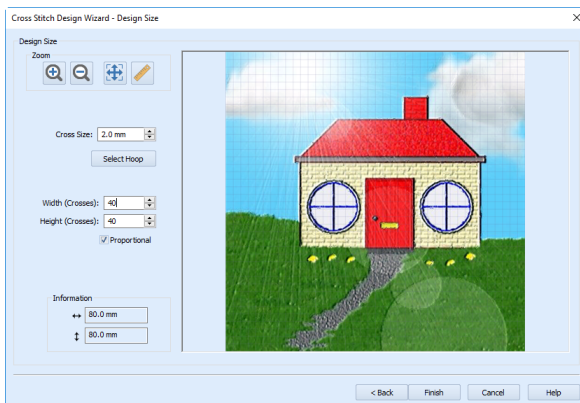 Cross Stitch Design Wizard - Design Size
Design Size
Zoom
Cross Size: 2.0 mm
Select Hoop
Width (Crosses): 40
Height (Crosses): 40
Proportional
Information
80.0 mm
80.0 mm
< Back Finish Cancel Help